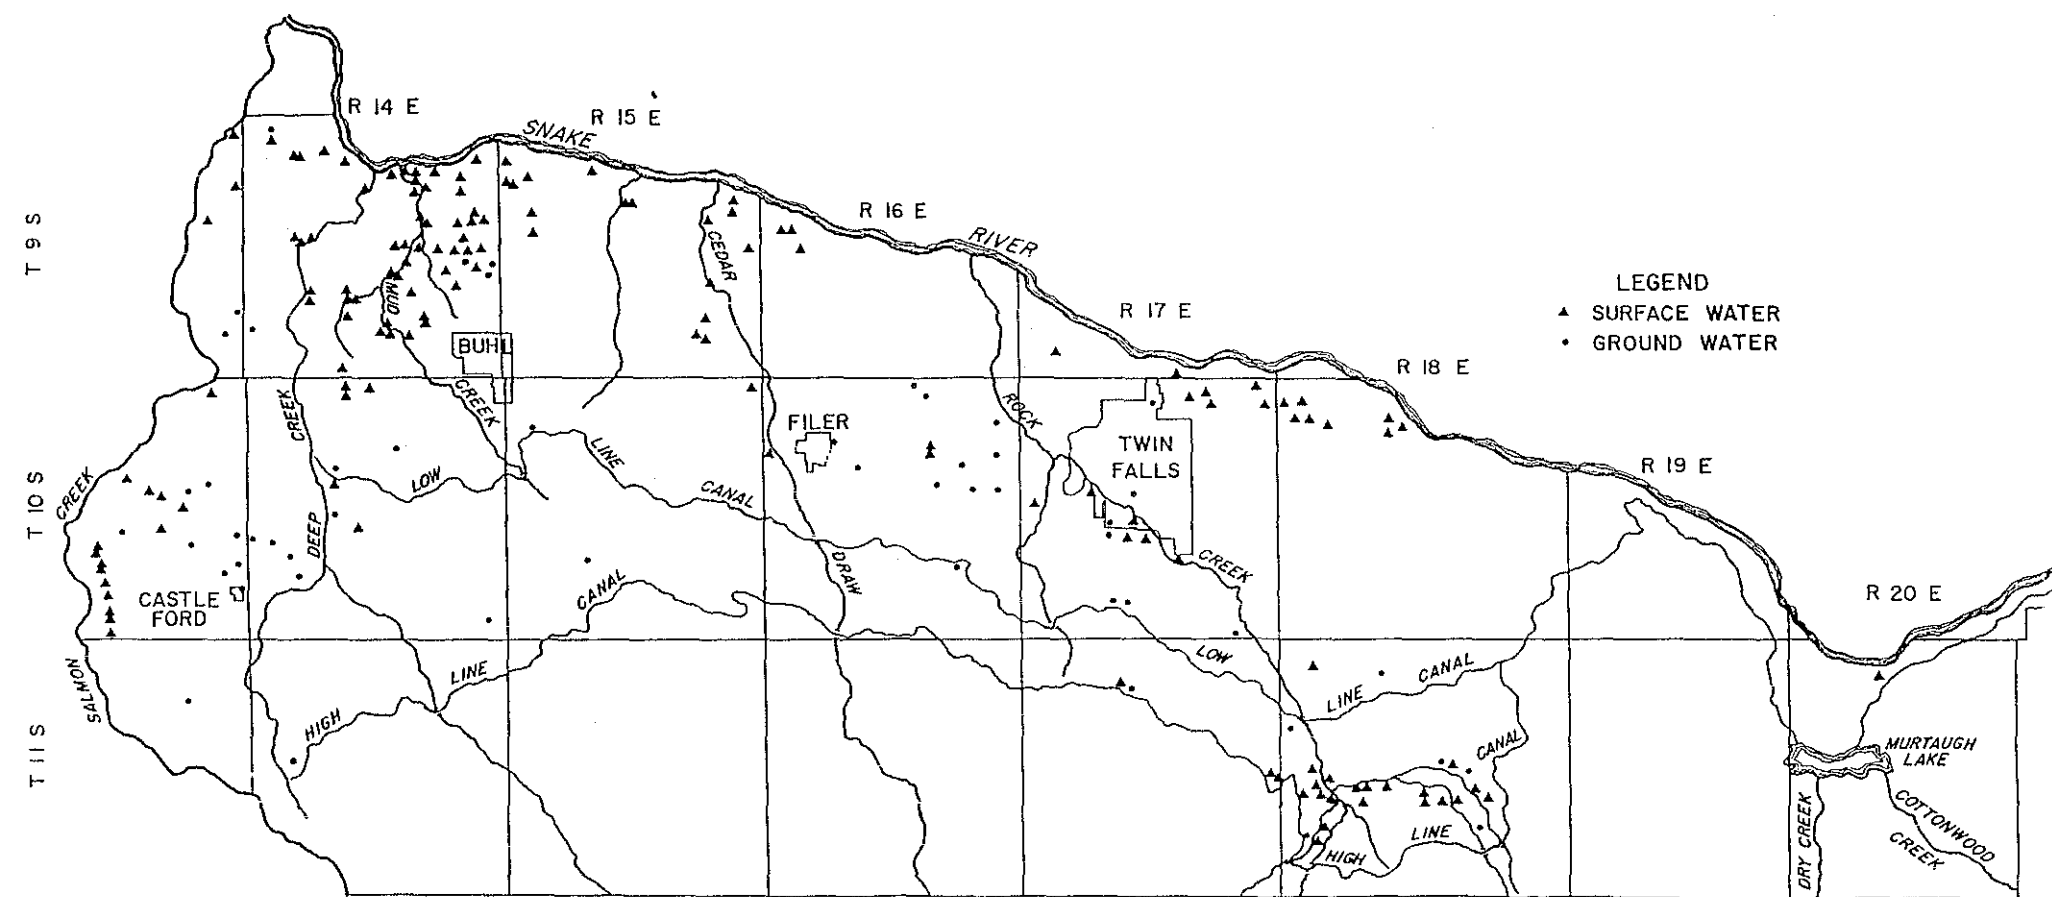 R 14 E
R 15 E
SNAKE
R 16 E
RIVER
T 9 S
CEDAR
LEGEND
SURFACE WATER
GROUND WATER
MUD
R 17 E
BUHL
R 18 E
CREEK
CREEK
ROCK
FILER
TWIN
FALLS
LINE
R 19 E
LOW
CANAL
CREEK
T 10 S
DEEP
DRAW
CREEK
CANAL
CASTLE
FORD
R 20 E
LOW
CANAL
LINE
SALMON
LINE
HIGH
T 11 S
CANAL
MURTAUGH
LAKE
COTTONWOOD
CREEK
DRY CREEK
LINE
HIGH